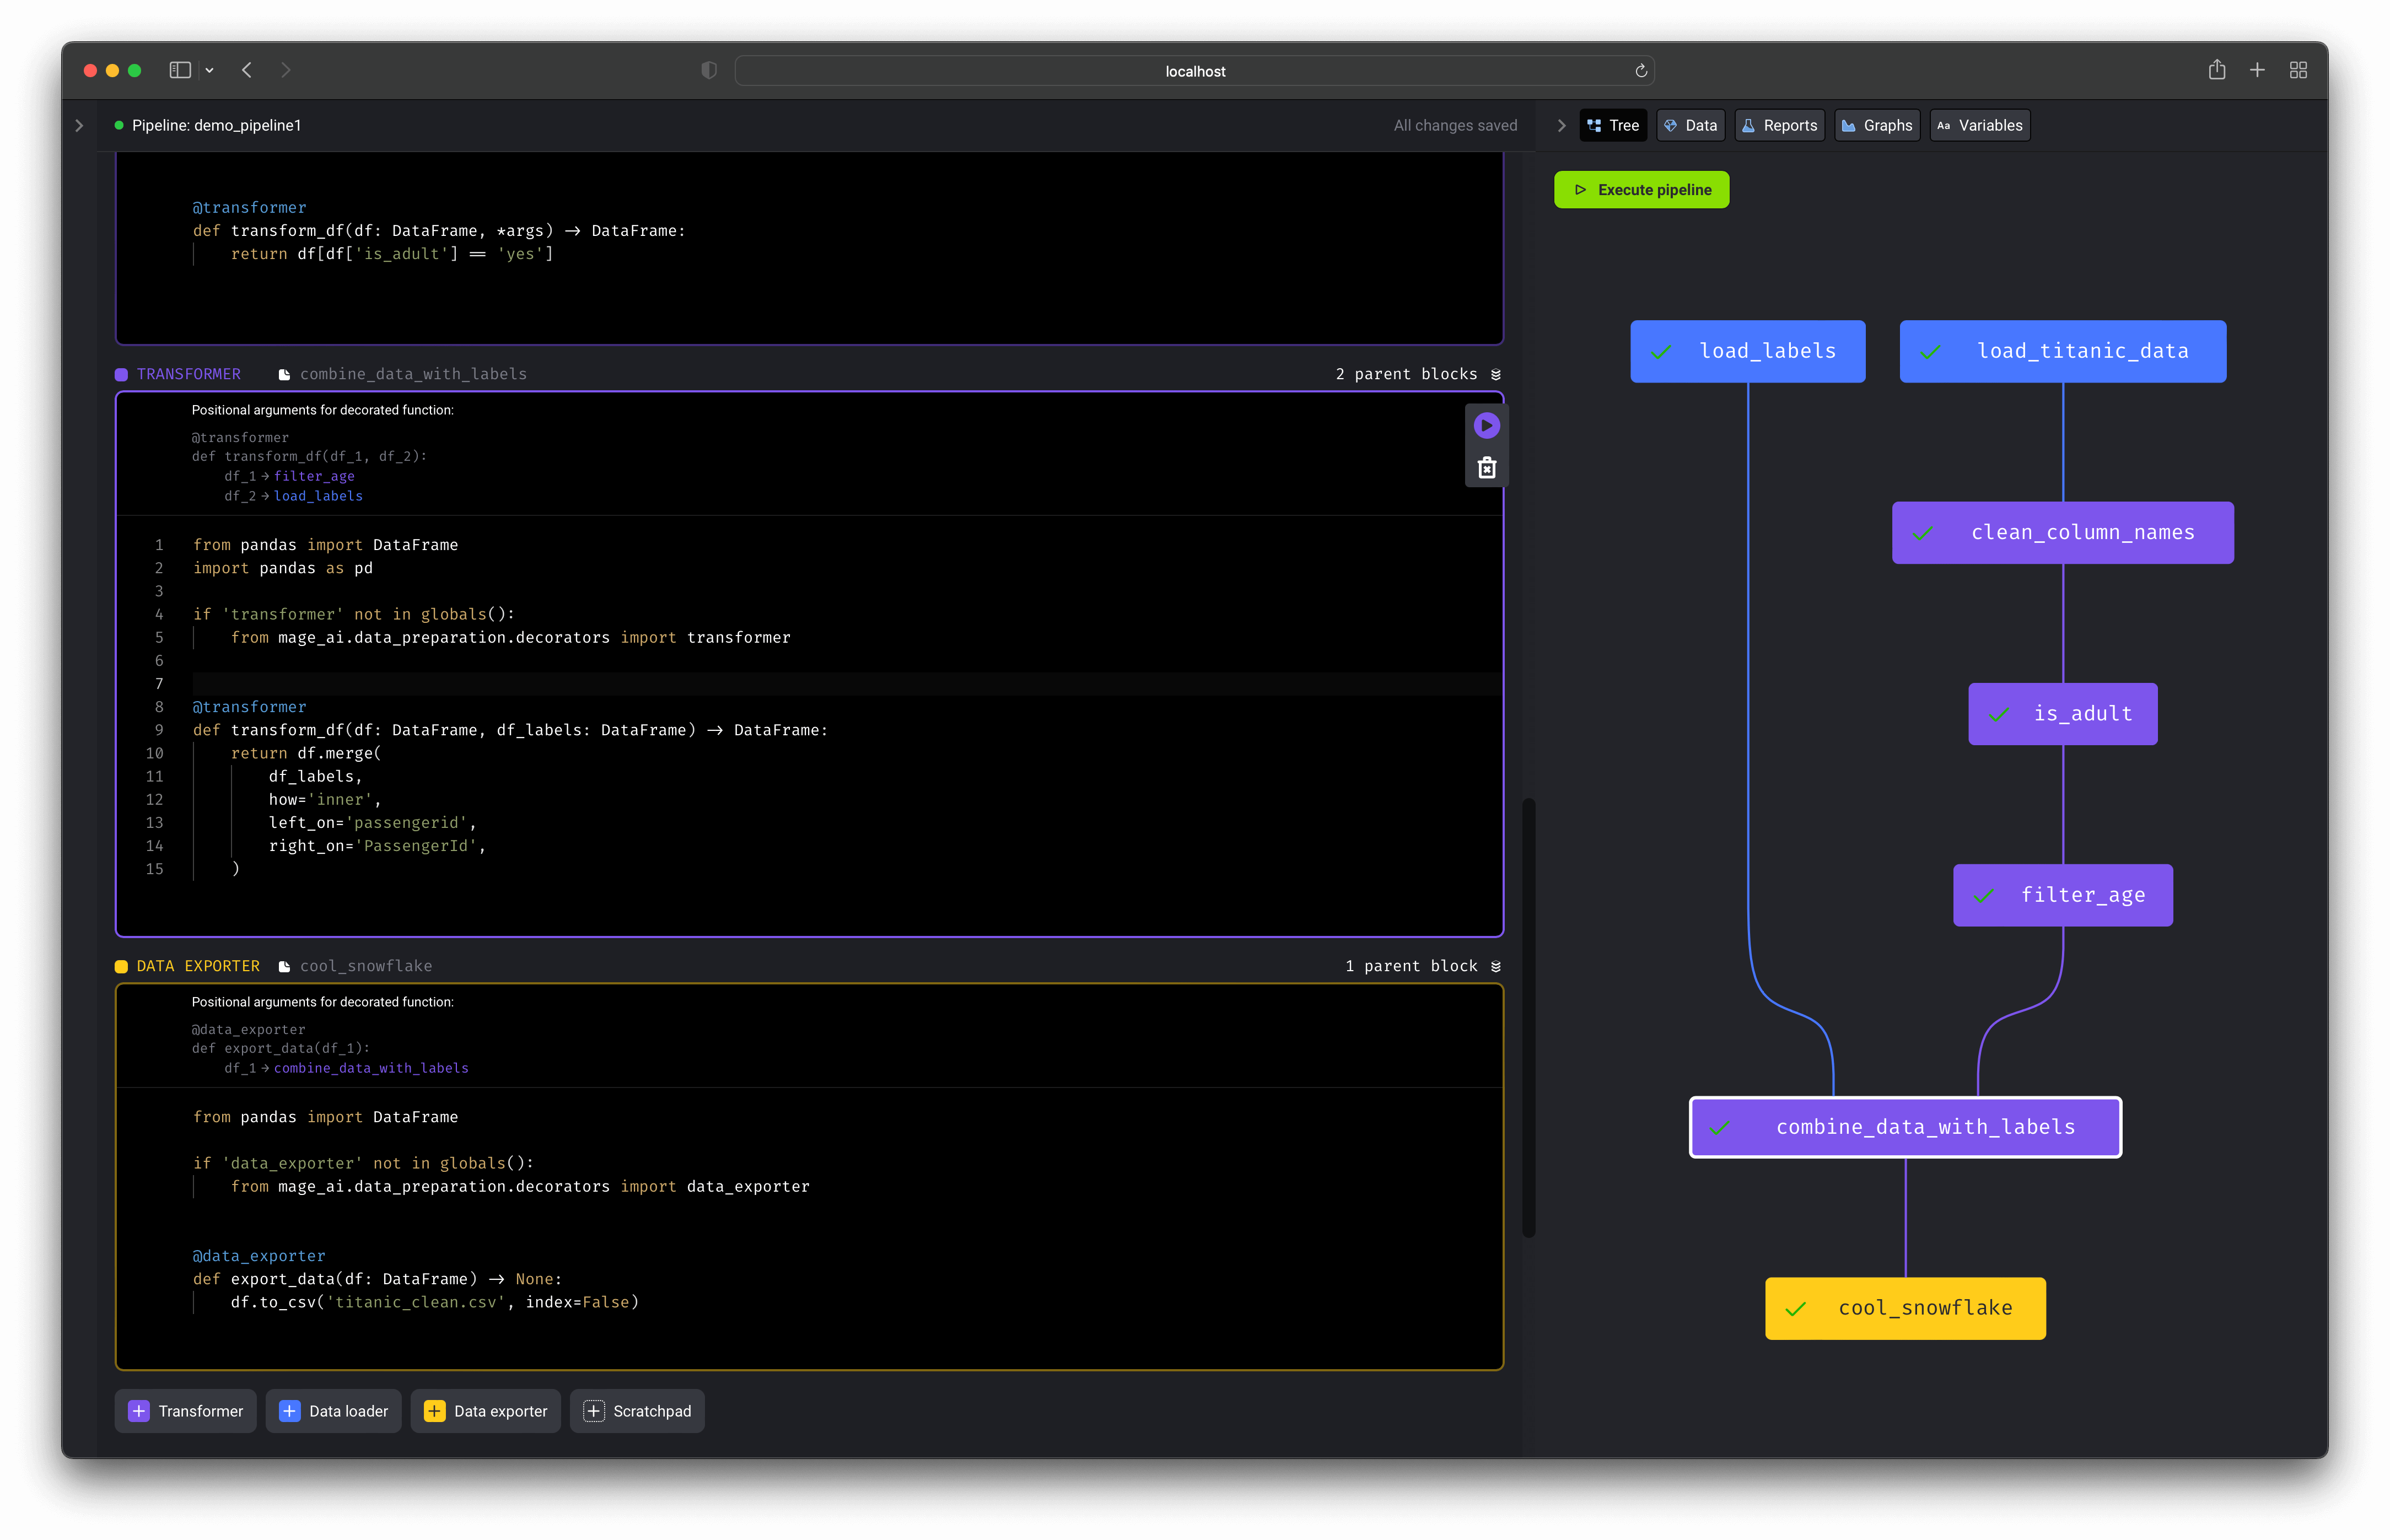 localhost
Pipeline: demo_pipeline1
All changes saved
Tree
Data
Reports
Graphs
Aa Variables
Execute pipeline
@transformer
def transform_df(df: DataFrame, *args) → DataFrame:
return df[df['is_adult'] == 'yes']
TRANSFORMER combine_data_with_labels 2 parent blocks
Positional arguments for decorated function:
@transformer
def transform_df(df_1, df_2):
df_1 → filter_age
df_2 → load_labels
1 from pandas import DataFrame
2 import pandas as pd
3
4 if 'transformer' not in globals():
5 from mage_ai.data_preparation.decorators import transformer
6
7
8 @transformer
9 def transform_df(df: DataFrame, df_labels: DataFrame) → DataFrame:
10 return df.merge(
11 df_labels,
12 how='inner',
13 left_on='passengerid',
14 right_on='PassengerId',
15 )
DATA EXPORTER cool_snowflake 1 parent block
Positional arguments for decorated function:
@data_exporter
def export_data(df_1):
df_1 → combine_data_with_labels
from pandas import DataFrame
if 'data_exporter' not in globals():
from mage_ai.data_preparation.decorators import data_exporter
@data_exporter
def export_data(df: DataFrame) → None:
df.to_csv('titanic_clean.csv', index=False)
Transformer
Data loader
Data exporter
Scratchpad
load_labels
load_titanic_data
clean_column_names
is_adult
filter_age
combine_data_with_labels
cool_snowflake